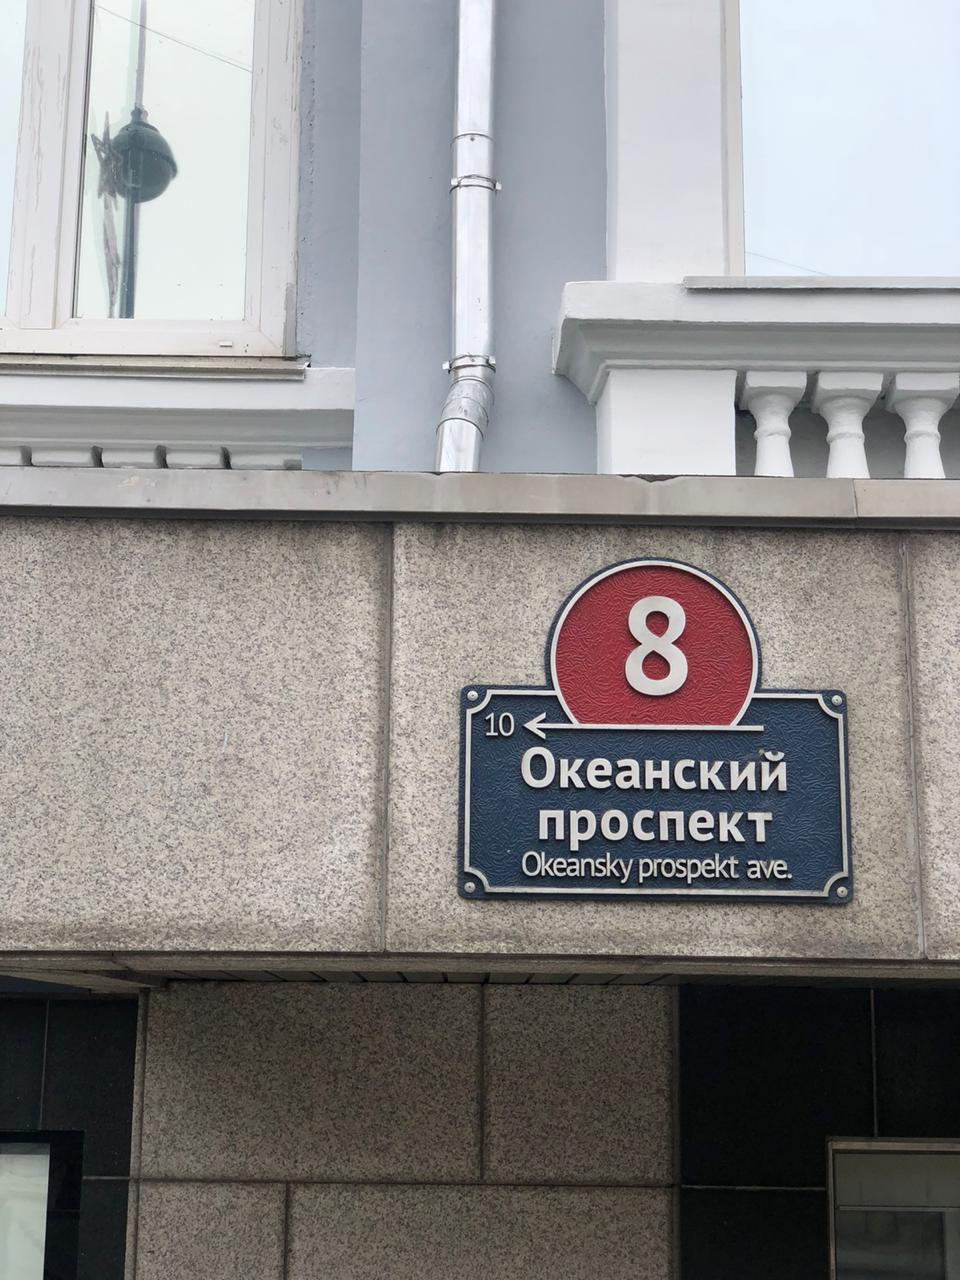 8
10
Океанский
проспект
Okeansky prospekt ave.